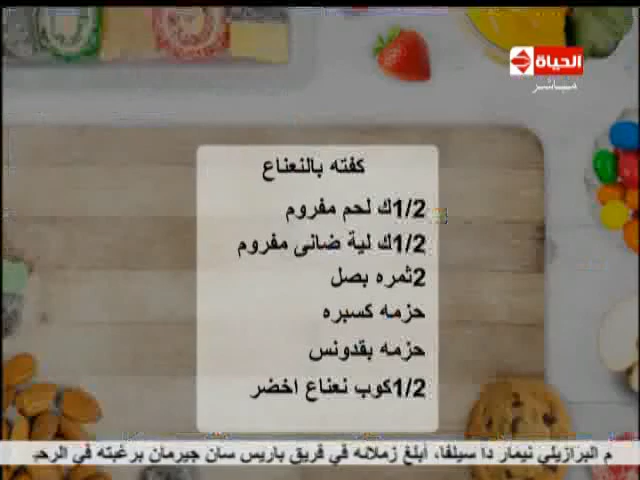 الحياة
مباشر
كفته بالنعناع
1/2ك لحم مفروم
1/2ك لية ضانى مفروم
2ثمره بصل
حزمه كسبره
حزمه بقدونس
1/2كوب نعناع اخضر
م البرازيلي نيمار دا سيلفا، أبلغ زملائه في فريق باريس سان جيرمان برغبته في الرحي